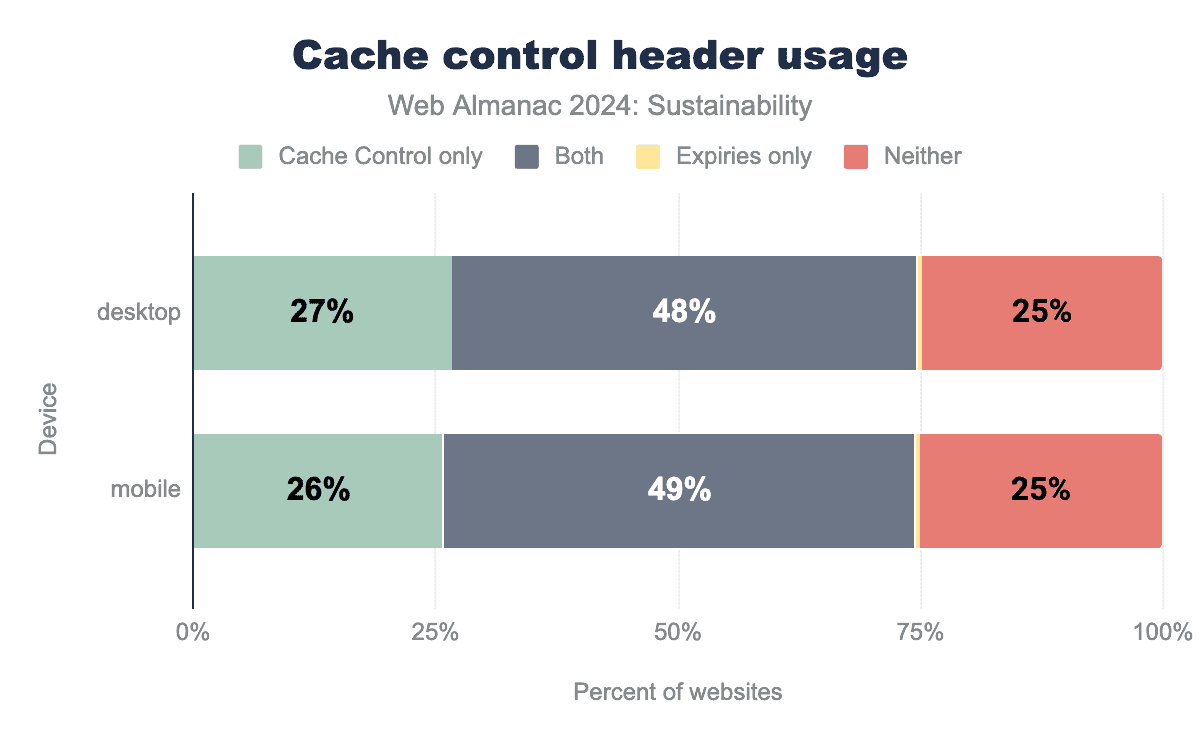 Cache control header usage
Web Almanac 2024: Sustainability
Cache Control only Both Expiries only Neither
desktop 27% 48% 25%
Device
mobile 26% 49% 25%
0% 25% 50% 75% 100%
Percent of websites